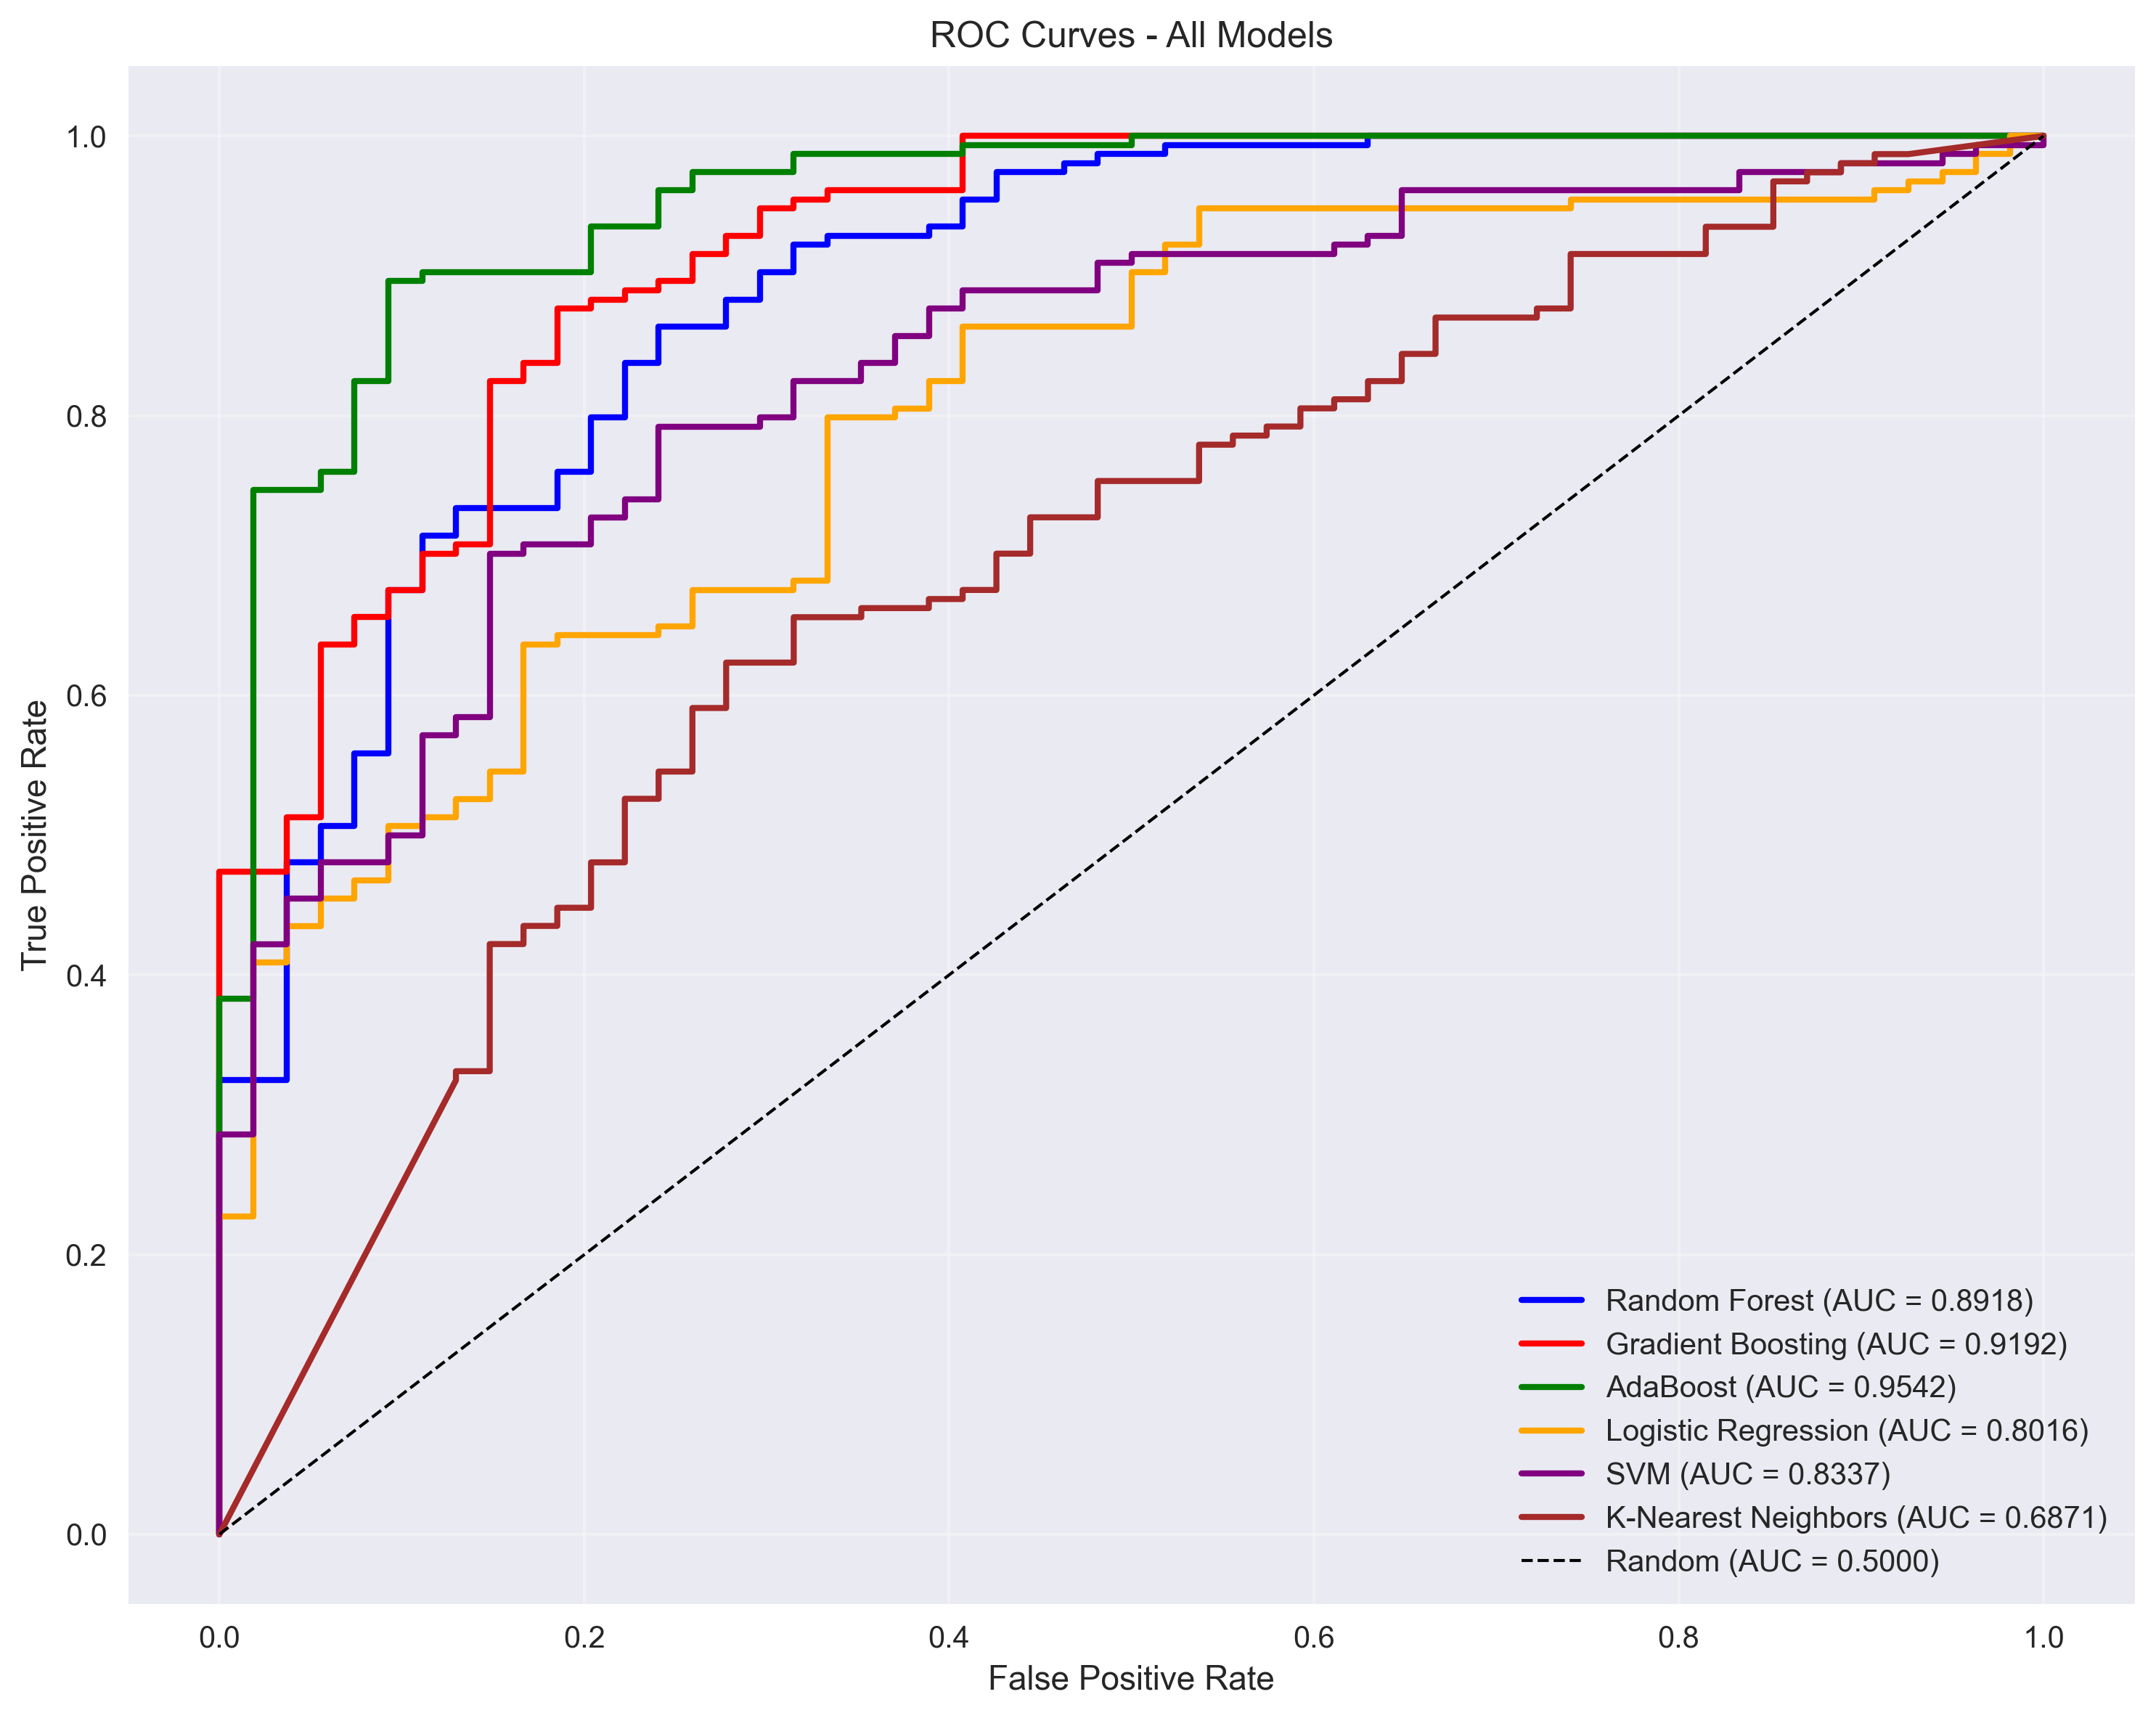 ROC Curves - All Models
True Positive Rate
1.0
0.8
0.6
0.4
0.2
0.0
Random Forest (AUC = 0.8918)
Gradient Boosting (AUC = 0.9192)
AdaBoost (AUC = 0.9542)
Logistic Regression (AUC = 0.8016)
SVM (AUC = 0.8337)
K-Nearest Neighbors (AUC = 0.6871)
Random (AUC = 0.5000)
0.0 0.2 0.4 0.6 0.8 1.0
False Positive Rate